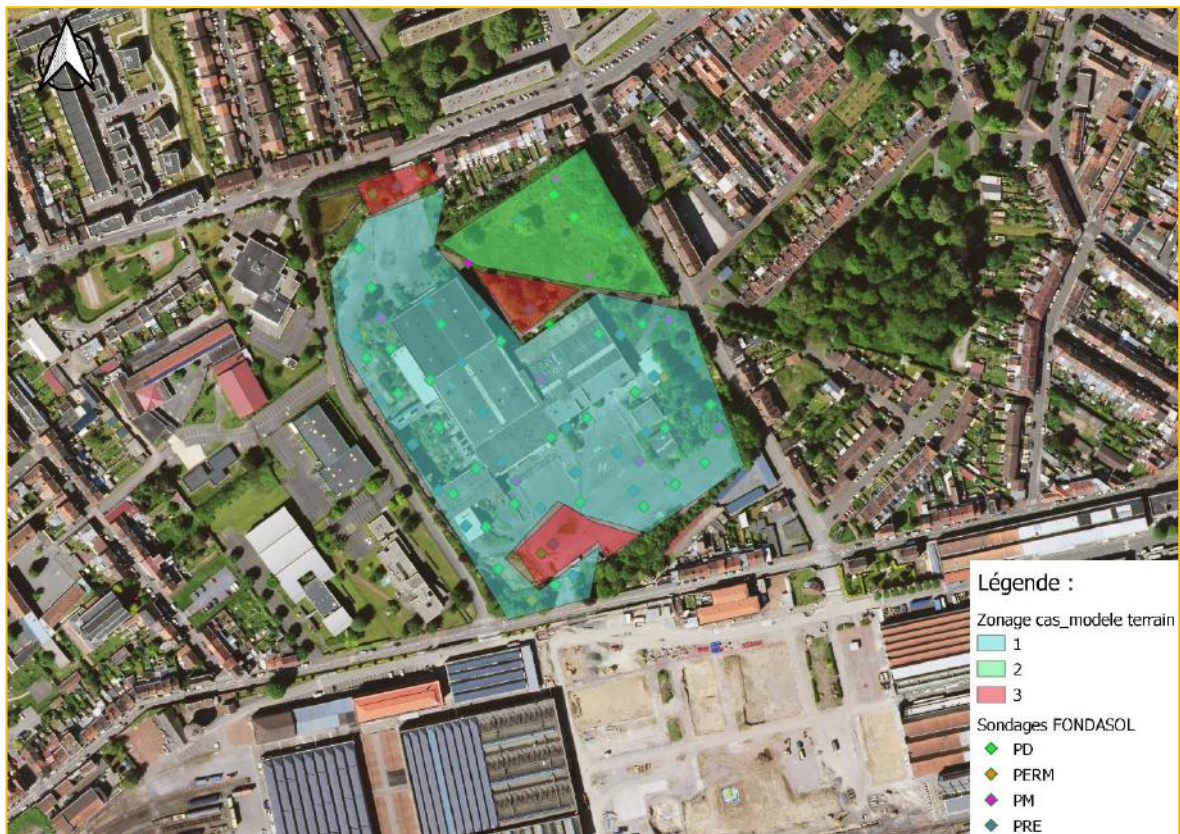 Légende :
Zonage cas_modele terrain
1
2
3
Sondages FONDASOL
PD
PERM
PM
PRE